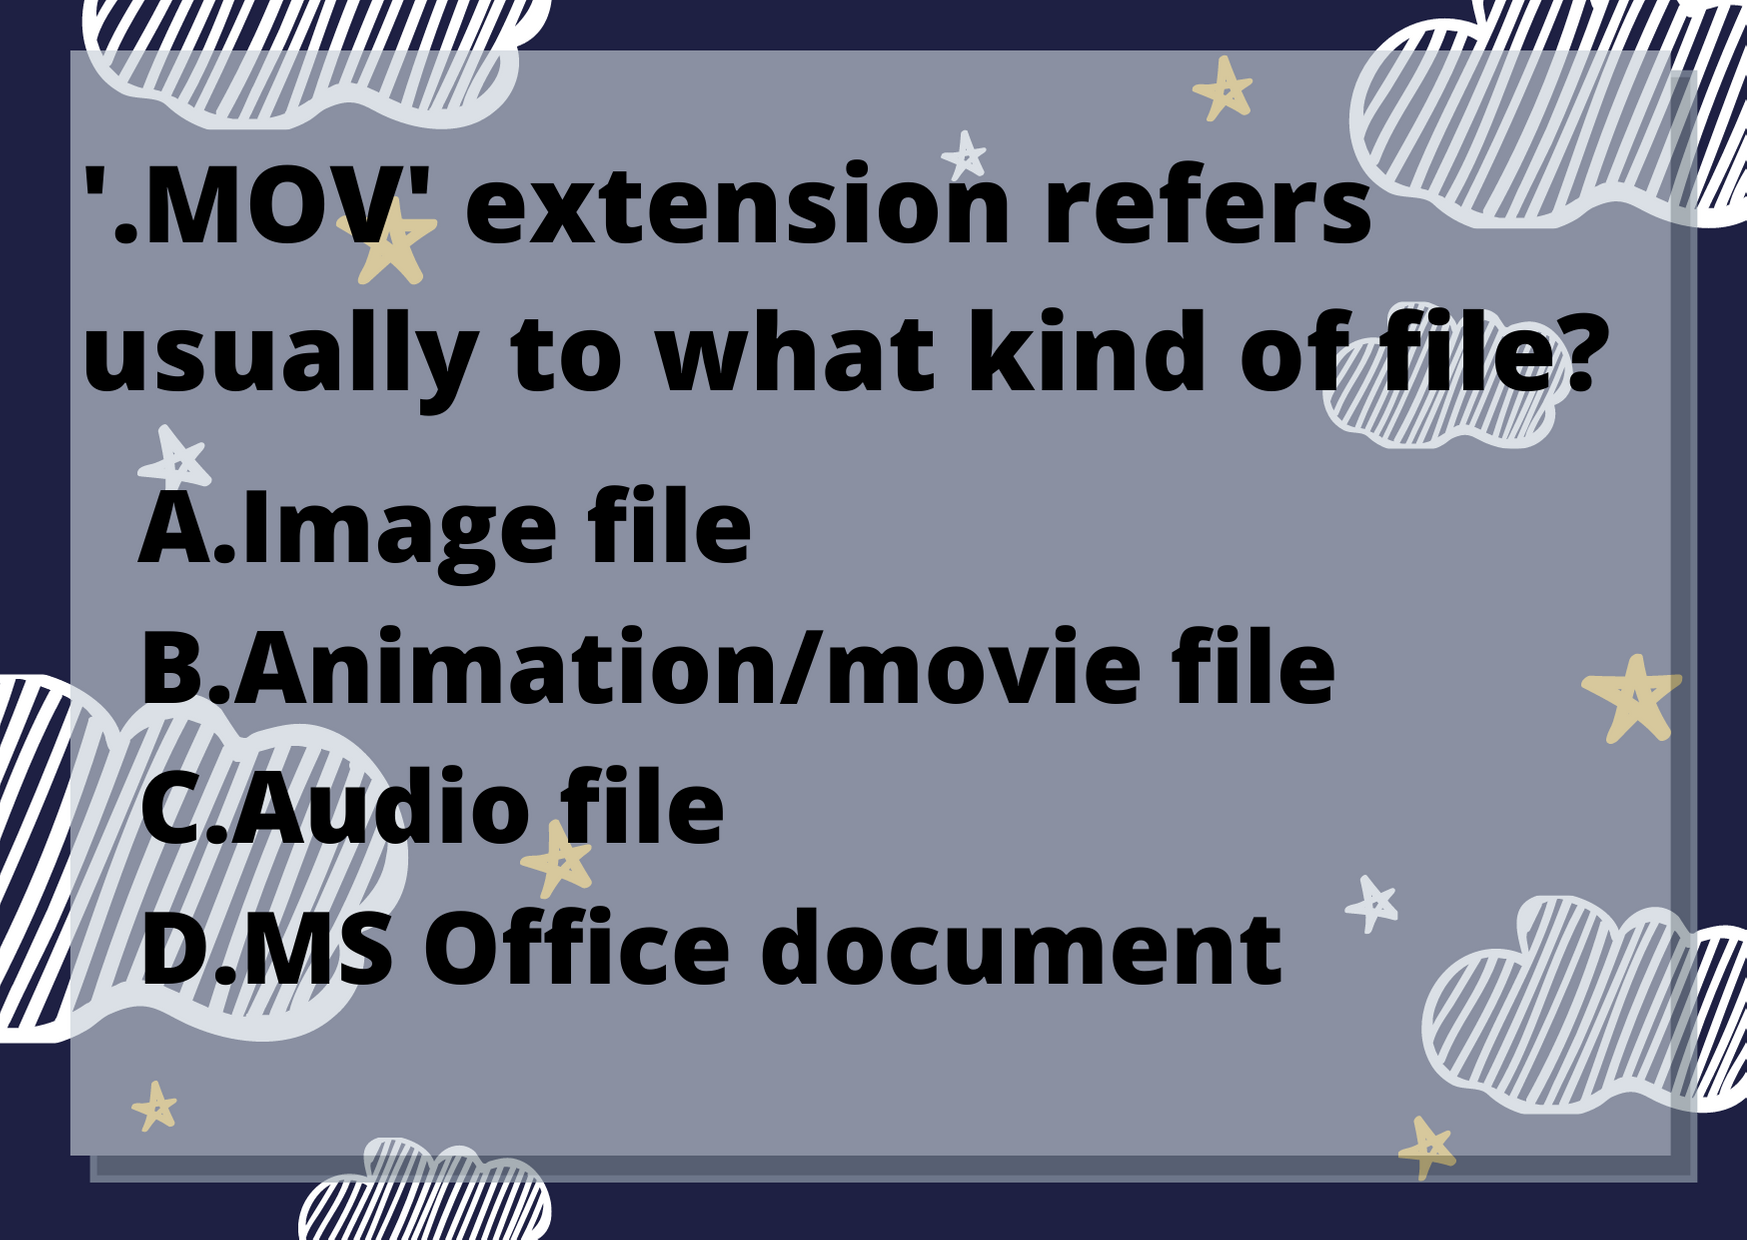 '.MOV' extension refers
usually to what kind of file?
A.Image file
B.Animation/movie file
C.Audio file
D.MS Office document